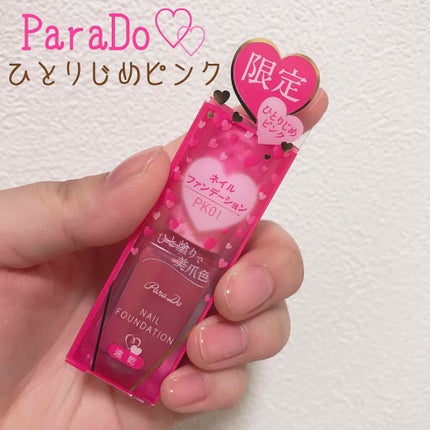 ParaDo
ひとりじめピンク
限定
ひとりじめ
ピンク
ネイル
ファンデーション
PK01
ひと塗りで
美爪色
ParaDo
NAIL
FOUNDATION
速乾